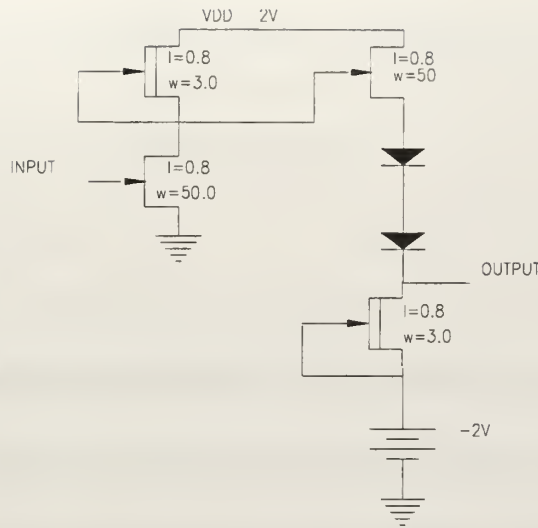 VDD 2V
l=0.8
w=3.0
l=0.8
w=50
INPUT
l=0.8
w=50.0
OUTPUT
l=0.8
w=3.0
-2V